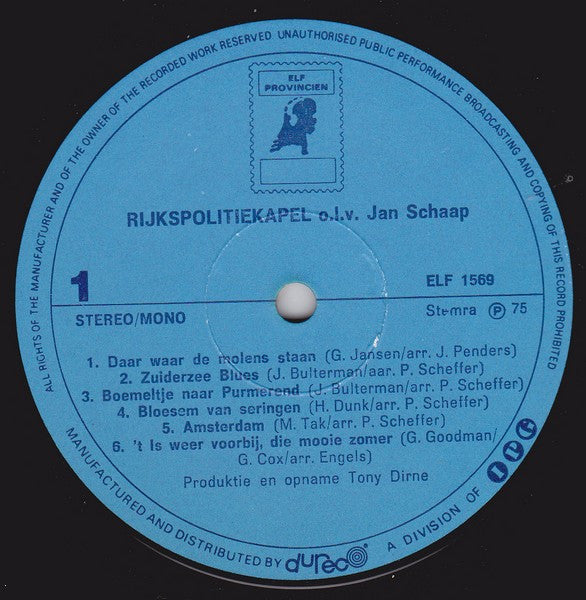 ALL RIGHTS OF THE MANUFACTURER AND OF THE OWNER OF THE RECORDED WORK RESERVED UNAUTHORISED PUBLIC PERFORMANCE BROADCASTING AND COPYING OF THIS RECORD PROHIBITED
ELF
PROVINCIEN
RIJKSPOLITIEKAPEL o.l.v. Jan Schaap
1
ELF 1569
STEREO/MONO
Stemra Ⓟ 75
1. Daar waar de molens staan (G. Jansen/arr. J. Penders)
2. Zuiderzee Blues (J. Bulterman/aar. P. Scheffer)
3. Boemeltje naar Purmerend (J. Bulterman/arr. P. Scheffer)
4. Bloesem van seringen (H. Dunk/arr. P. Scheffer)
5. Amsterdam (M. Tak/arr. P. Scheffer)
6. 't Is weer voorbij, die mooie zomer (G. Goodman/
G. Cox/arr. Engels)
Produktie en opname Tony Dirne
MANUFACTURED AND DISTRIBUTED BY dureco A DIVISION OF